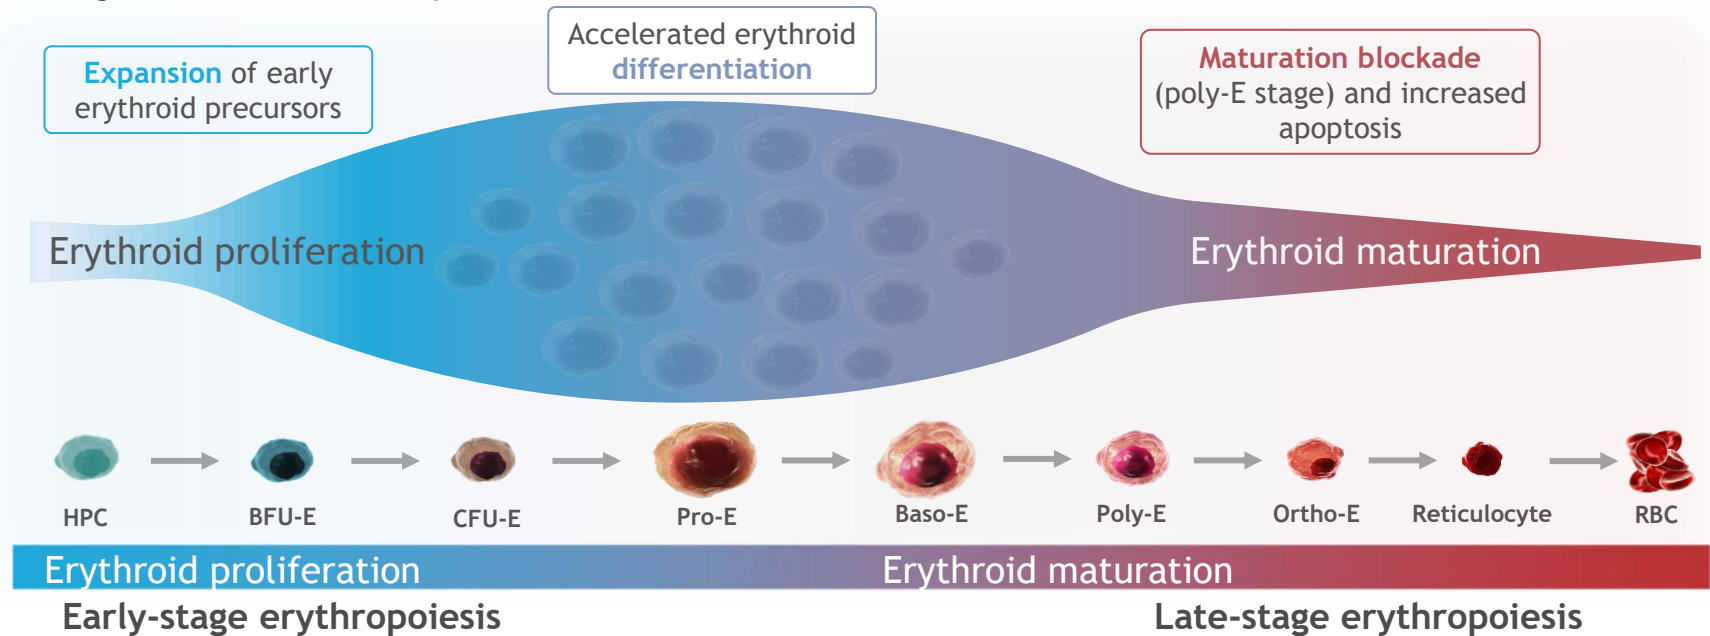 Expansion of early
erythroid precursors
Accelerated erythroid
differentiation
Maturation blockade
(poly-E stage) and increased
apoptosis
Erythroid proliferation
Erythroid maturation
HPC
BFU-E
CFU-E
Pro-E
Baso-E
Poly-E
Ortho-E
Reticulocyte
RBC
Erythroid proliferation
Erythroid maturation
Early-stage erythropoiesis
Late-stage erythropoiesis